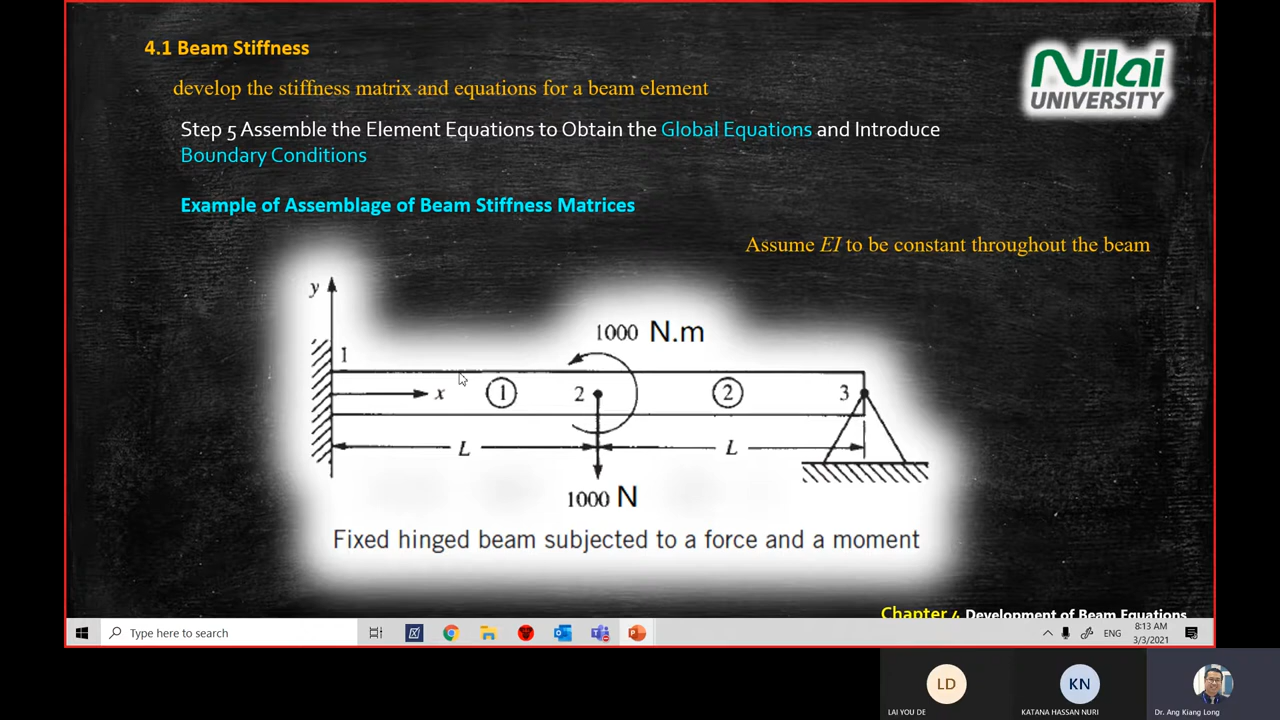 4.1 Beam Stiffness
Nilai
UNIVERSITY
develop the stiffness matrix and equations for a beam element
Step 5 Assemble the Element Equations to Obtain the Global Equations and Introduce
Boundary Conditions
Example of Assemblage of Beam Stiffness Matrices
Assume EI to be constant throughout the beam
y
1000 N.m
1
x
1
2
2
3
L
L
1000 N
Fixed hinged beam subjected to a force and a moment
Chapter 4 Development of Beam Equations
Type here to search
ENG
8:13 AM
3/3/2021
LD
KN
LAI YOU DE
KATANA HASSAN NURI
Dr. Ang Kiang Long